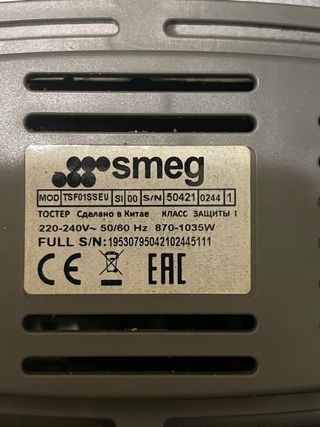 smeg
MOD TSF01SSEU SI 00 S/N 50421 0244 1
ТОСТЕР Сделано в Китае КЛАСС ЗАЩИТЫ I
220-240V~ 50/60 Hz 870-1035W
FULL S/N:19530795042102445111
CE EAC